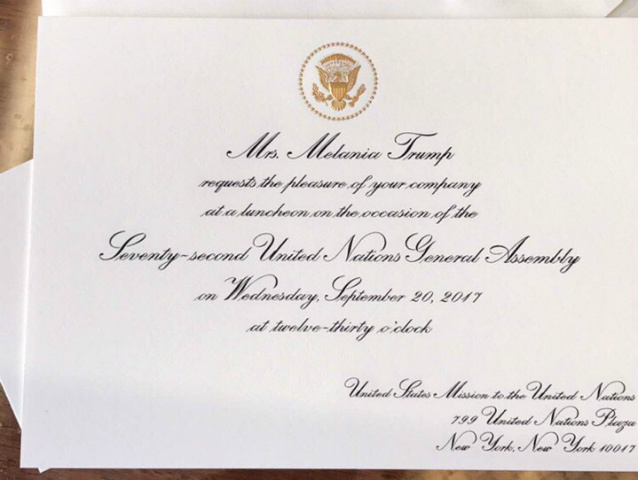 Mrs. Melania Trump
requests the pleasure of your company
at a luncheon on the occasion of the
Seventy-second United Nations General Assembly
on Wednesday, September 20, 2017
at twelve-thirty o'clock
United States Mission to the United Nations
799 United Nations Plaza
New York, New York 10017